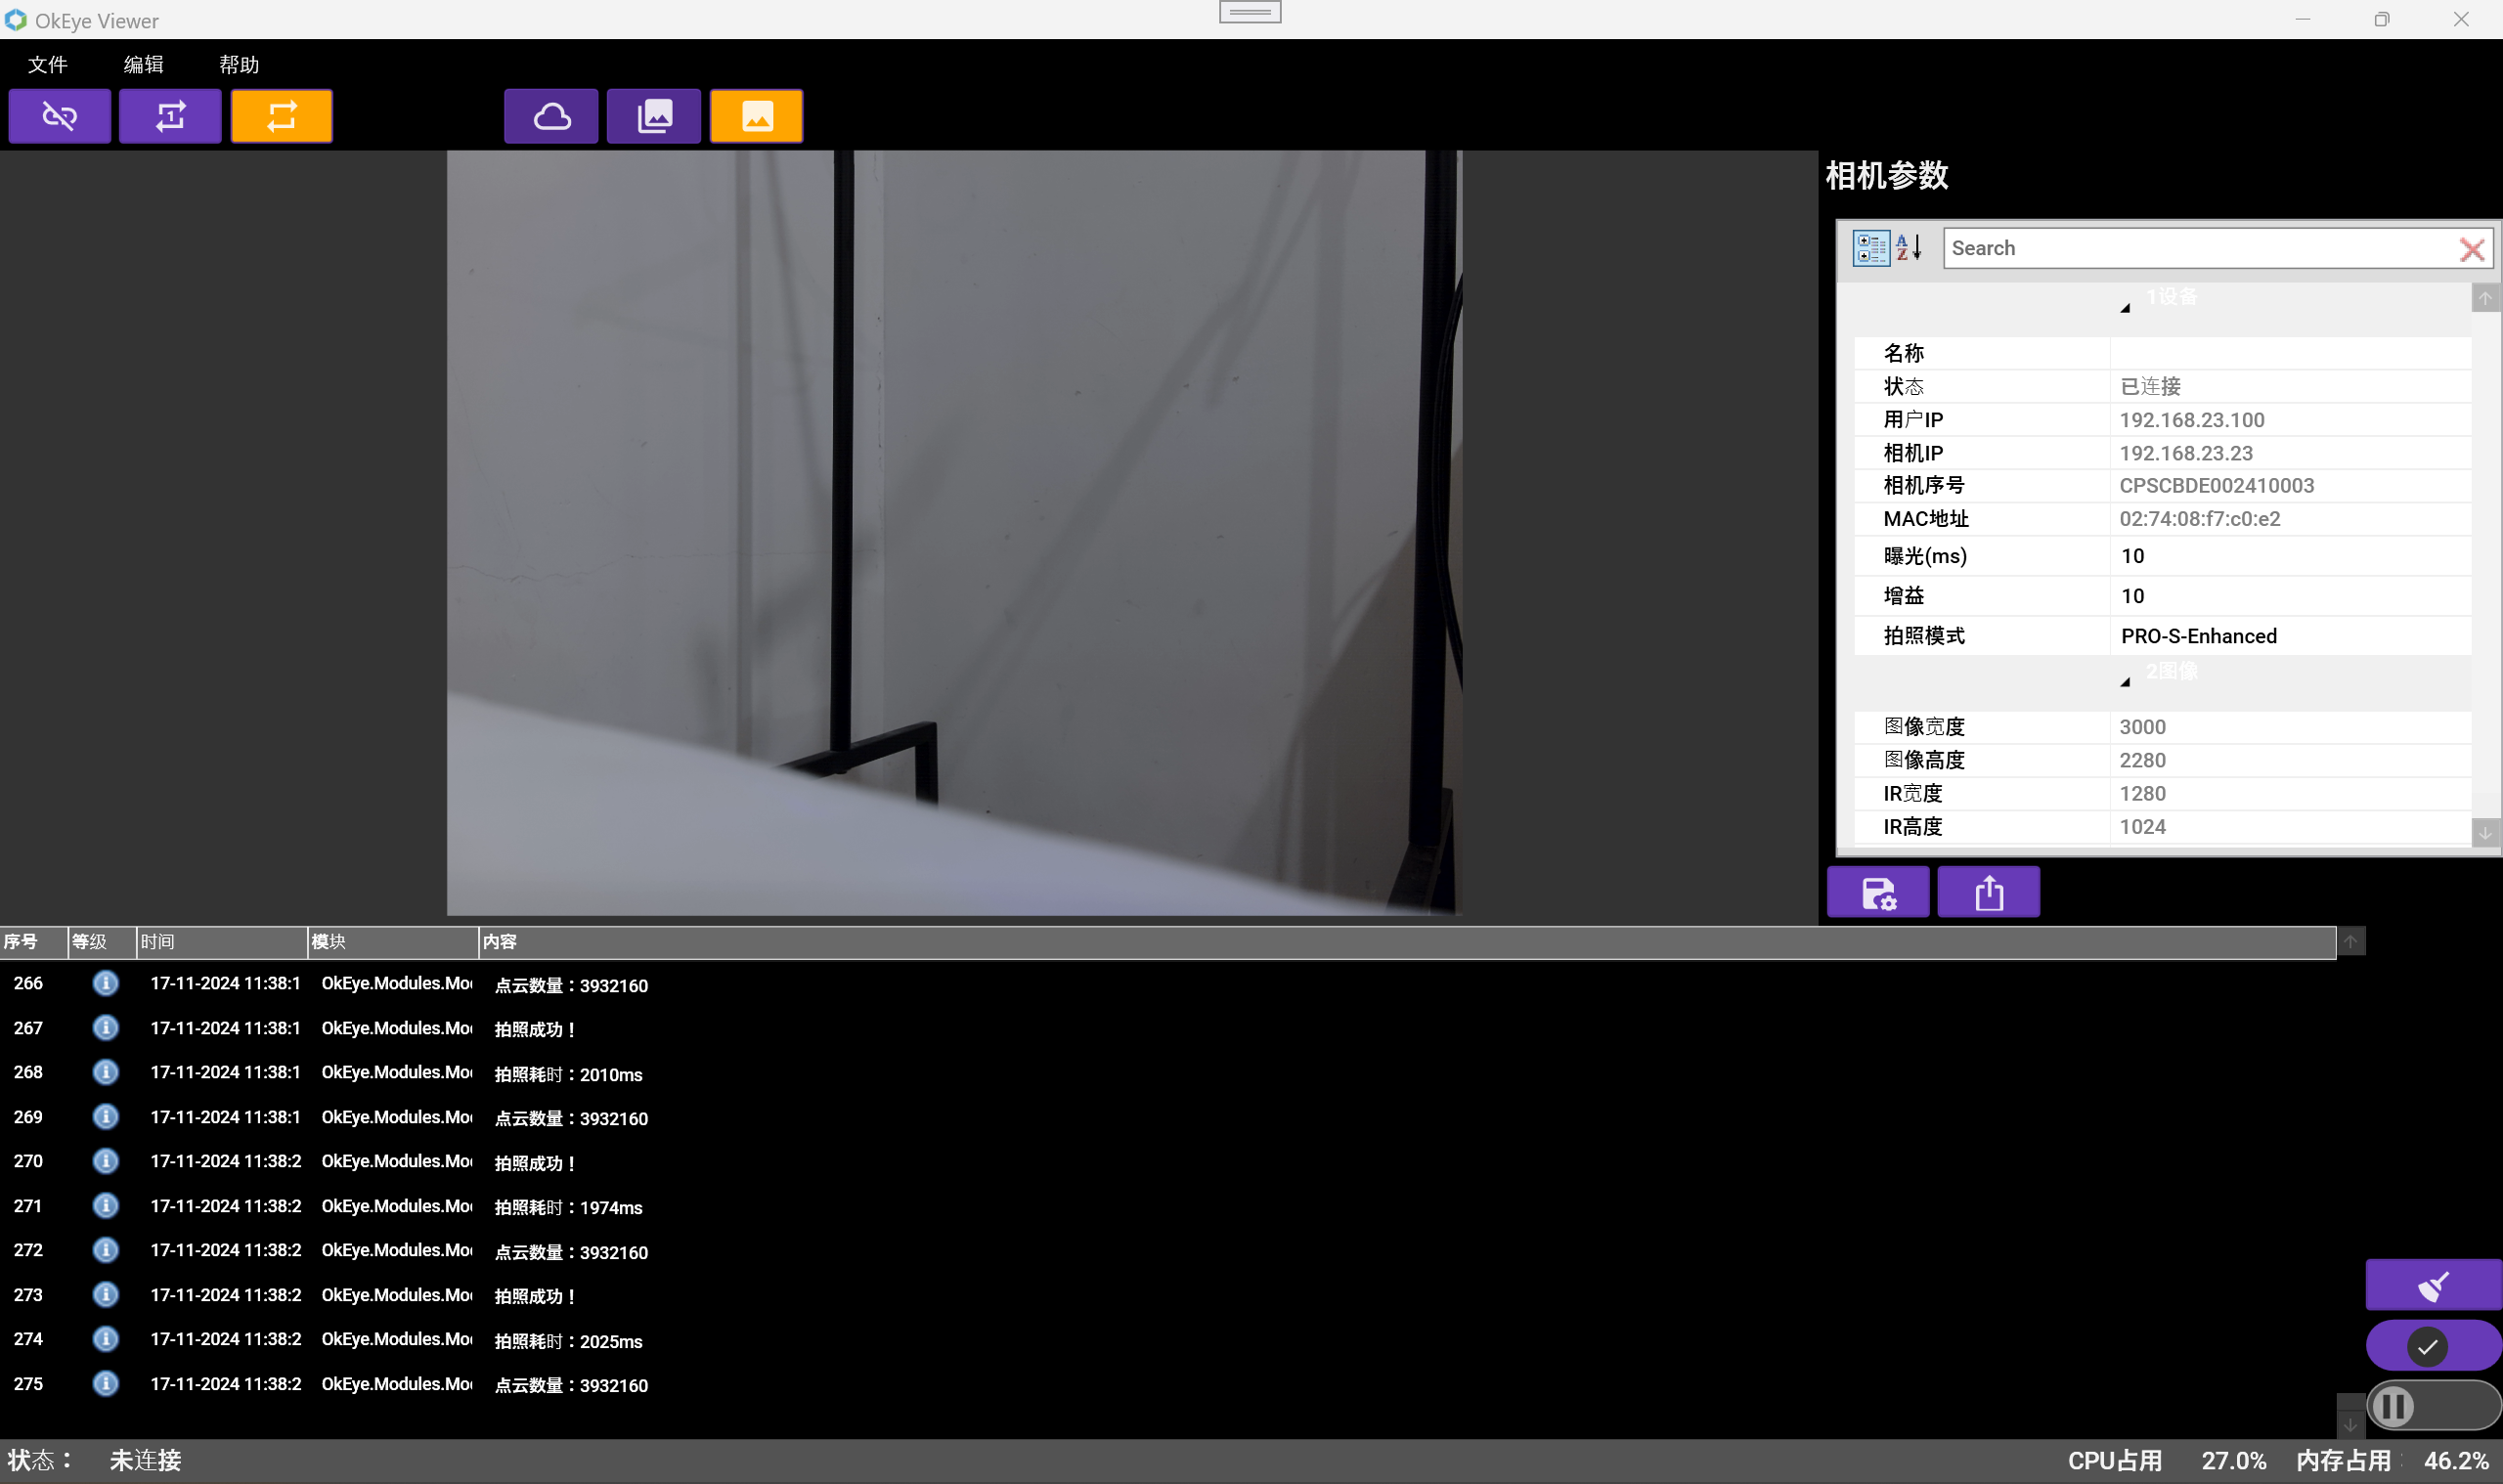 OkEye Viewer
文件 编辑 帮助
相机参数
Search
1设备
名称
状态 已连接
用户IP 192.168.23.100
相机IP 192.168.23.23
相机序号 CPSCBDE002410003
MAC地址 02:74:08:f7:c0:e2
曝光(ms) 10
增益 10
拍照模式 PRO-S-Enhanced
2图像
图像宽度 3000
图像高度 2280
IR宽度 1280
IR高度 1024
序号 等级 时间 模块 内容
266 17-11-2024 11:38:1 OkEye.Modules.Mo 点云数量：3932160
267 17-11-2024 11:38:1 OkEye.Modules.Mo 拍照成功！
268 17-11-2024 11:38:1 OkEye.Modules.Mo 拍照耗时：2010ms
269 17-11-2024 11:38:1 OkEye.Modules.Mo 点云数量：3932160
270 17-11-2024 11:38:2 OkEye.Modules.Mo 拍照成功！
271 17-11-2024 11:38:2 OkEye.Modules.Mo 拍照耗时：1974ms
272 17-11-2024 11:38:2 OkEye.Modules.Mo 点云数量：3932160
273 17-11-2024 11:38:2 OkEye.Modules.Mo 拍照成功！
274 17-11-2024 11:38:2 OkEye.Modules.Mo 拍照耗时：2025ms
275 17-11-2024 11:38:2 OkEye.Modules.Mo 点云数量：3932160
状态： 未连接 CPU占用 27.0% 内存占用： 46.2%